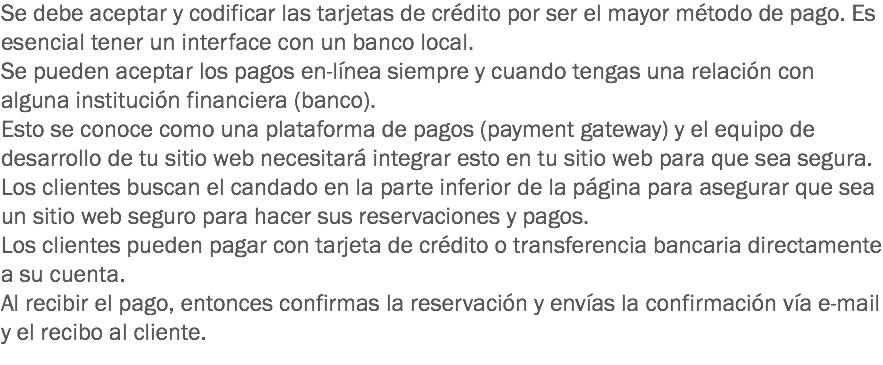 Se debe aceptar y codificar las tarjetas de crédito por ser el mayor método de pago. Es
esencial tener un interface con un banco local.
Se pueden aceptar los pagos en-línea siempre y cuando tengas una relación con
alguna institución financiera (banco).
Esto se conoce como una plataforma de pagos (payment gateway) y el equipo de
desarrollo de tu sitio web necesitará integrar esto en tu sitio web para que sea segura.
Los clientes buscan el candado en la parte inferior de la página para asegurar que sea
un sitio web seguro para hacer sus reservaciones y pagos.
Los clientes pueden pagar con tarjeta de crédito o transferencia bancaria directamente
a su cuenta.
Al recibir el pago, entonces confirmas la reservación y envías la confirmación vía e-mail
y el recibo al cliente.